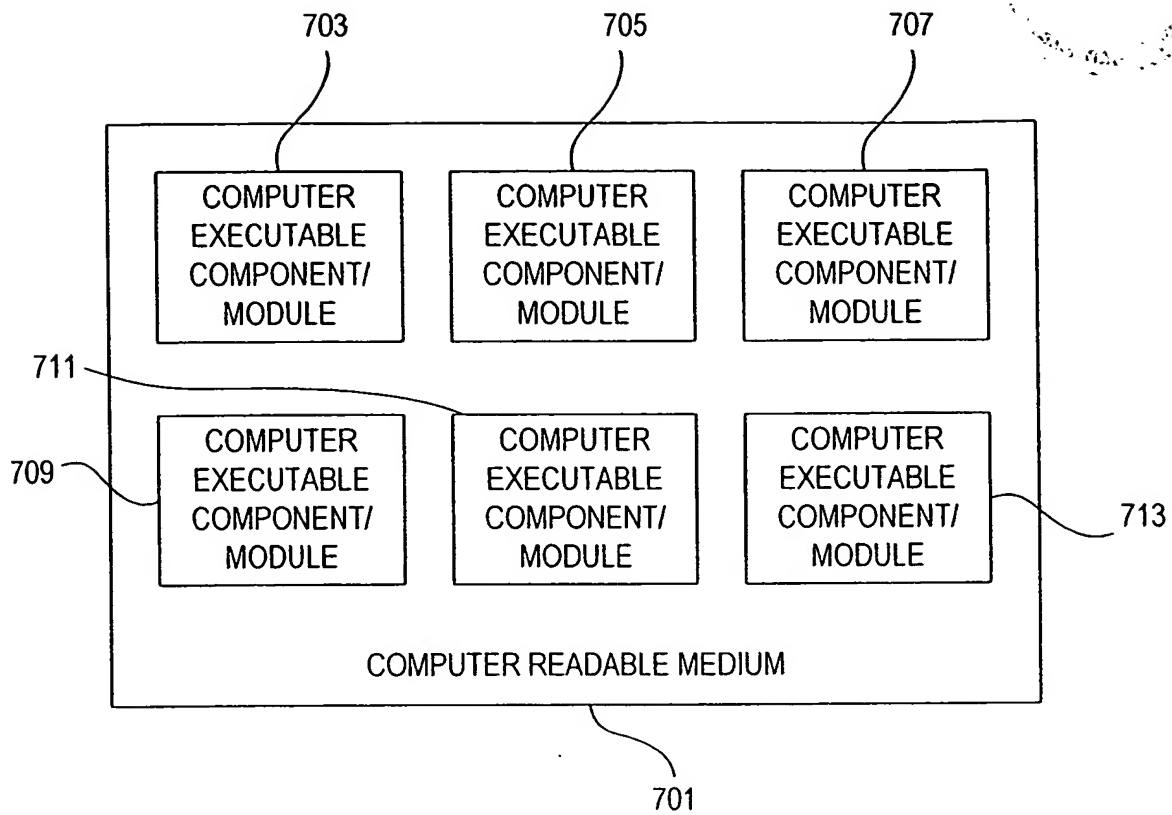 703
705
707
COMPUTER
EXECUTABLE
COMPONENT/
MODULE
COMPUTER
EXECUTABLE
COMPONENT/
MODULE
COMPUTER
EXECUTABLE
COMPONENT/
MODULE
711
709
COMPUTER
EXECUTABLE
COMPONENT/
MODULE
COMPUTER
EXECUTABLE
COMPONENT/
MODULE
COMPUTER
EXECUTABLE
COMPONENT/
MODULE
713
COMPUTER READABLE MEDIUM
701